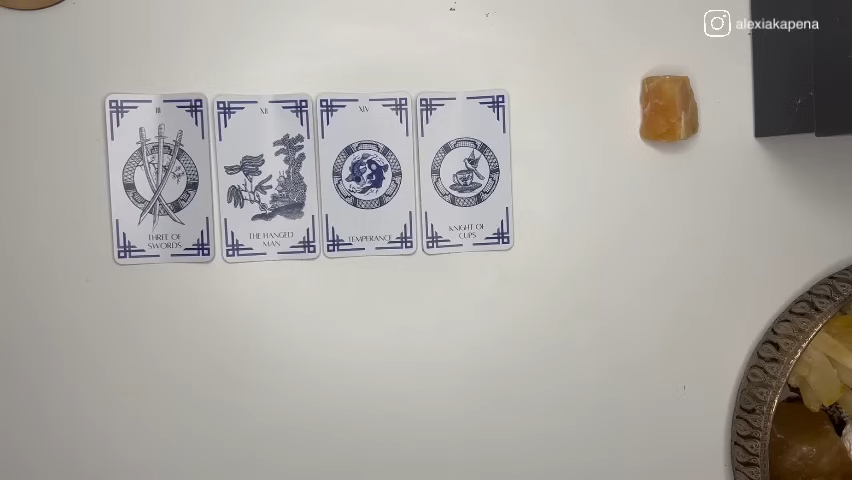 alexiakapena
III
THREE OF
SWORDS
XII
THE HANGED
MAN
XIV
TEMPERANCE
KNIGHT OF
CUPS